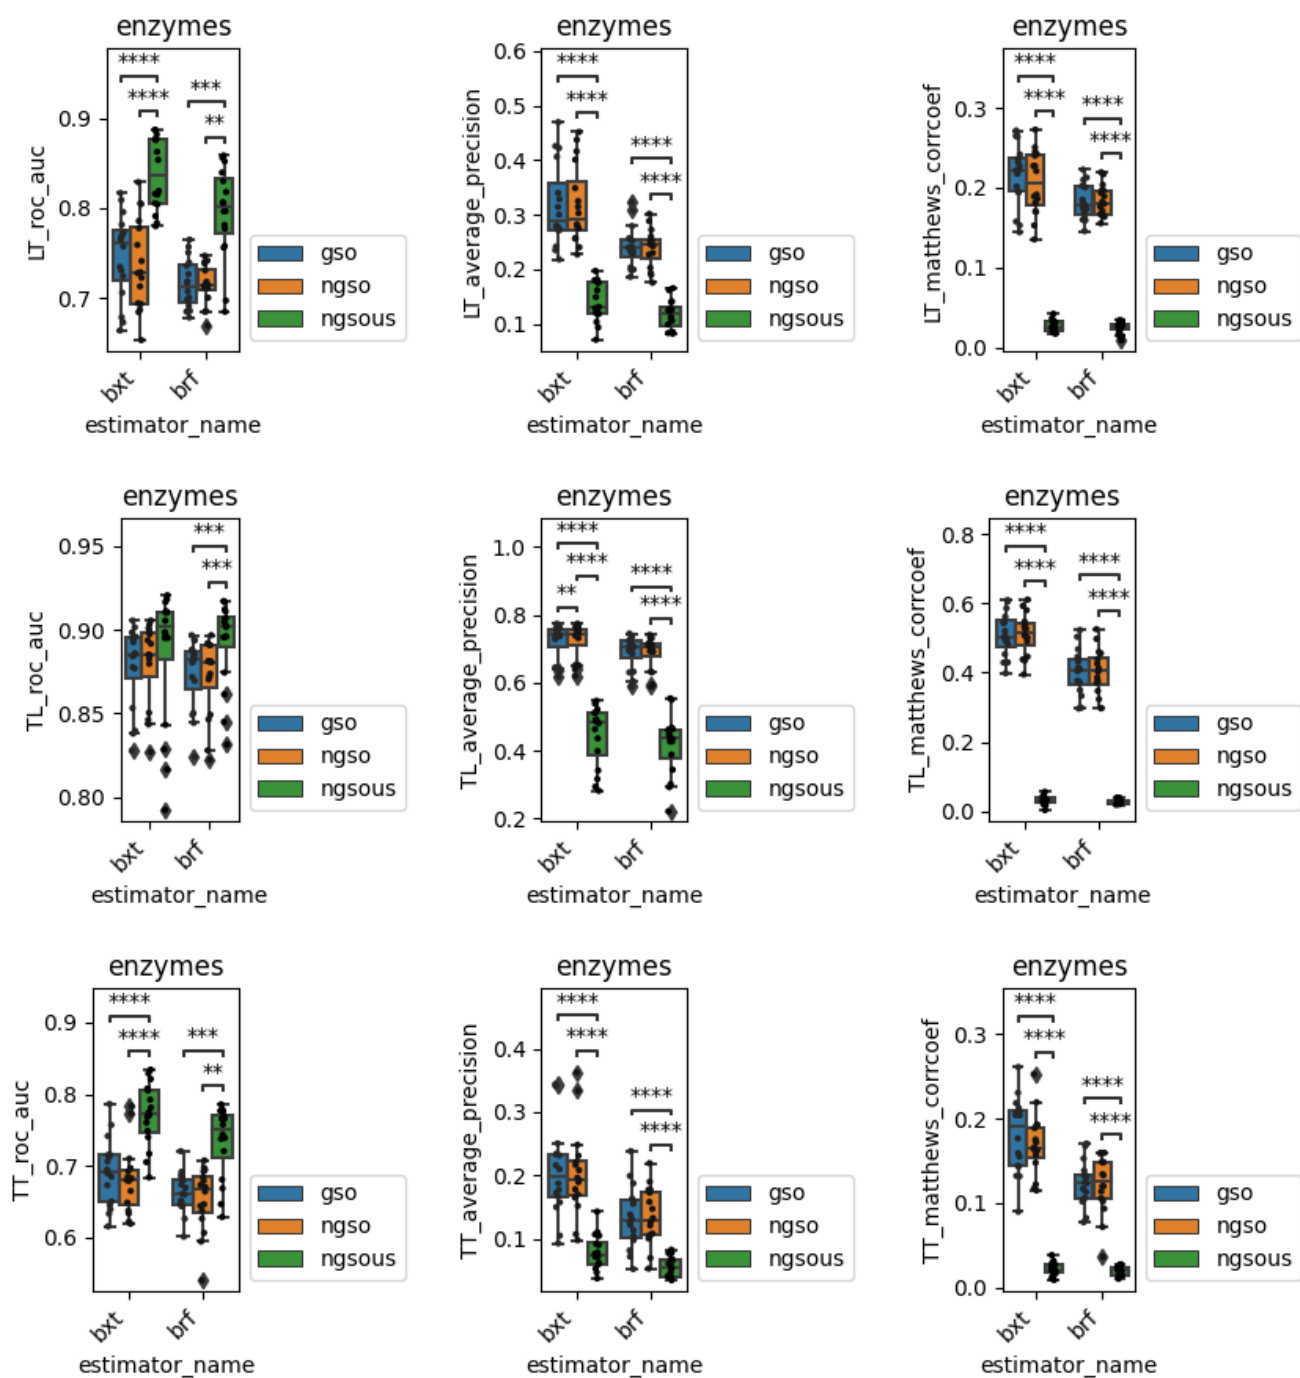 enzymes
LT_roc_auc
0.9
0.8
0.7
****
****
***
**
bxt
brf
estimator_name
gso
ngso
ngsous
enzymes
LT_average_precision
0.6
0.5
0.4
0.3
0.2
0.1
****
****
****
****
bxt
brf
estimator_name
gso
ngso
ngsous
enzymes
LT_matthews_corrcoef
0.3
0.2
0.1
0.0
****
****
****
****
bxt
brf
estimator_name
gso
ngso
ngsous
enzymes
TL_roc_auc
0.95
0.90
0.85
0.80
***
***
bxt
brf
estimator_name
gso
ngso
ngsous
enzymes
TL_average_precision
1.0
0.8
0.6
0.4
0.2
****
****
**
****
****
bxt
brf
estimator_name
gso
ngso
ngsous
enzymes
TL_matthews_corrcoef
0.8
0.6
0.4
0.2
0.0
****
****
****
****
bxt
brf
estimator_name
gso
ngso
ngsous
enzymes
TT_roc_auc
0.9
0.8
0.7
0.6
****
****
***
**
bxt
brf
estimator_name
gso
ngso
ngsous
enzymes
TT_average_precision
0.4
0.3
0.2
0.1
****
****
****
****
bxt
brf
estimator_name
gso
ngso
ngsous
enzymes
TT_matthews_corrcoef
0.3
0.2
0.1
0.0
****
****
****
****
bxt
brf
estimator_name
gso
ngso
ngsous